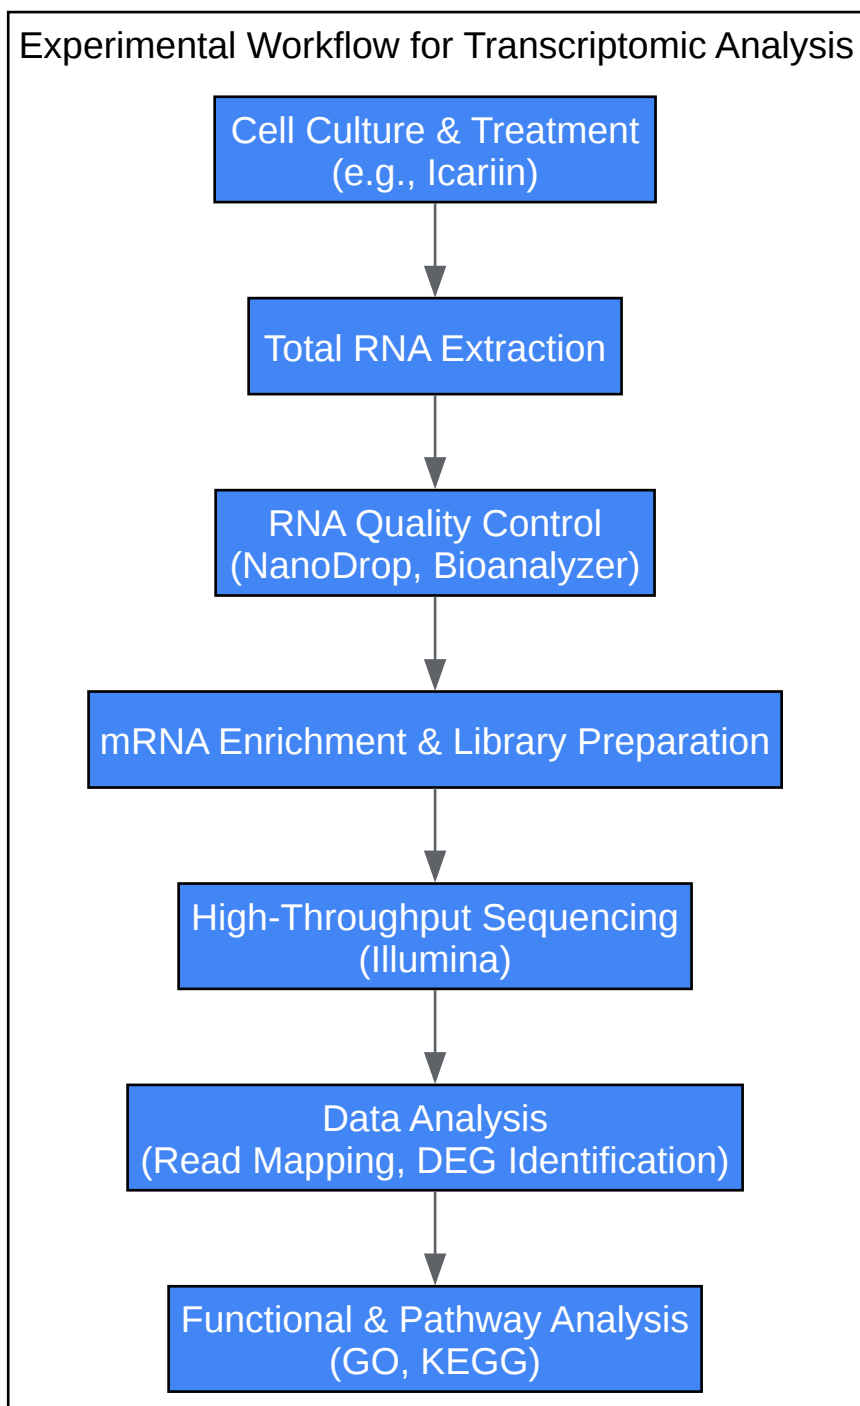 Experimental Workflow for Transcriptomic Analysis
Cell Culture & Treatment
(e.g., Icariin)
Total RNA Extraction
RNA Quality Control
(NanoDrop, Bioanalyzer)
mRNA Enrichment & Library Preparation
High-Throughput Sequencing
(Illumina)
Data Analysis
(Read Mapping, DEG Identification)
Functional & Pathway Analysis
(GO, KEGG)